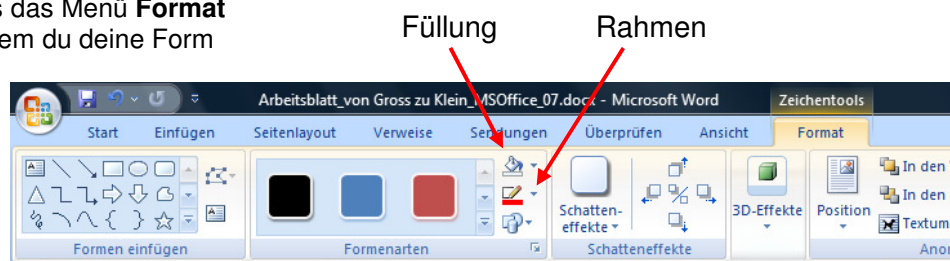 s das Menü Format
em du deine Form
Füllung Rahmen
Arbeitsblatt_von Gross zu Klein_MSOffice_07.docx - Microsoft Word Zeichentools
Start Einfügen Seitenlayout Verweise Sendungen Überprüfen Ansicht Format
In den
In den
Schatten-
effekte 3D-Effekte Position Textum
Formen einfügen Formenarten Schatteneffekte Anor